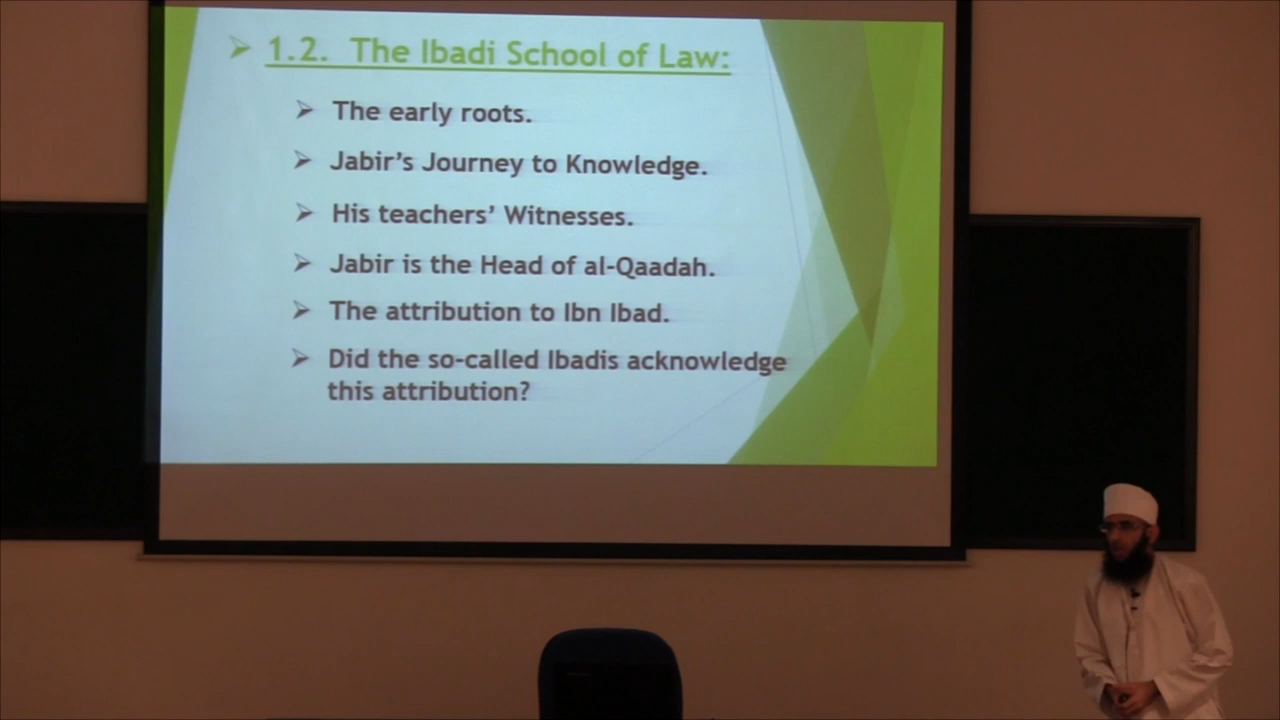 1.2. The Ibadi School of Law:
The early roots.
Jabir's Journey to Knowledge.
His teachers' Witnesses.
Jabir is the Head of al-Qaadah.
The attribution to Ibn Ibad.
Did the so-called Ibadis acknowledge
this attribution?